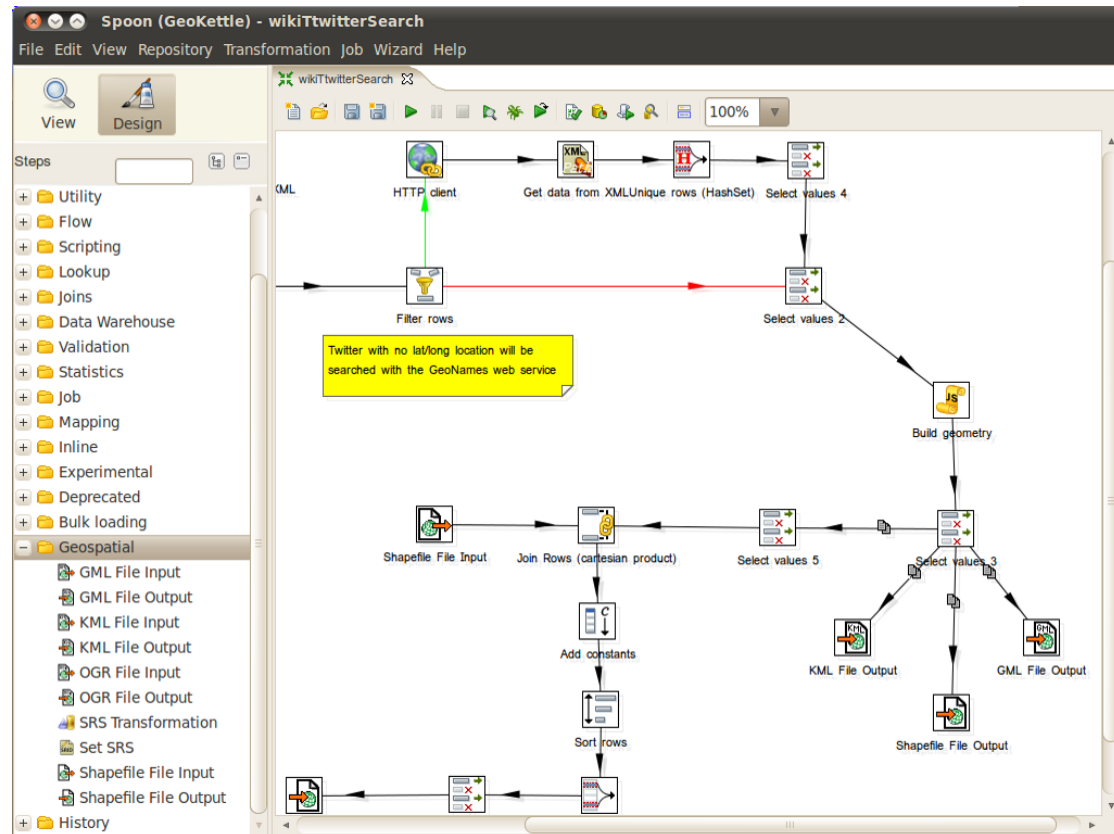 Spoon (GeoKettle) - wikiTtwitterSearch
File Edit View Repository Transformation Job Wizard Help
View
Design
wikiTtwitterSearch
100%
Steps
Utility
Flow
Scripting
Lookup
Joins
Data Warehouse
Validation
Statistics
Job
Mapping
Inline
Experimental
Deprecated
Bulk loading
Geospatial
GML File Input
GML File Output
KML File Input
KML File Output
OGR File Input
OGR File Output
SRS Transformation
Set SRS
Shapefile File Input
Shapefile File Output
History
XML
HTTP client
XML
Get data from XML
H
Unique rows (HashSet)
Select values 4
Filter rows
Select values 2
Twitter with no lat/long location will be
searched with the GeoNames web service
JS
Build geometry
Shapefile File Input
Join Rows (cartesian product)
Select values 5
Select values 3
C
Add constants
KML
KML File Output
GML
GML File Output
Sort rows
Shapefile File Output